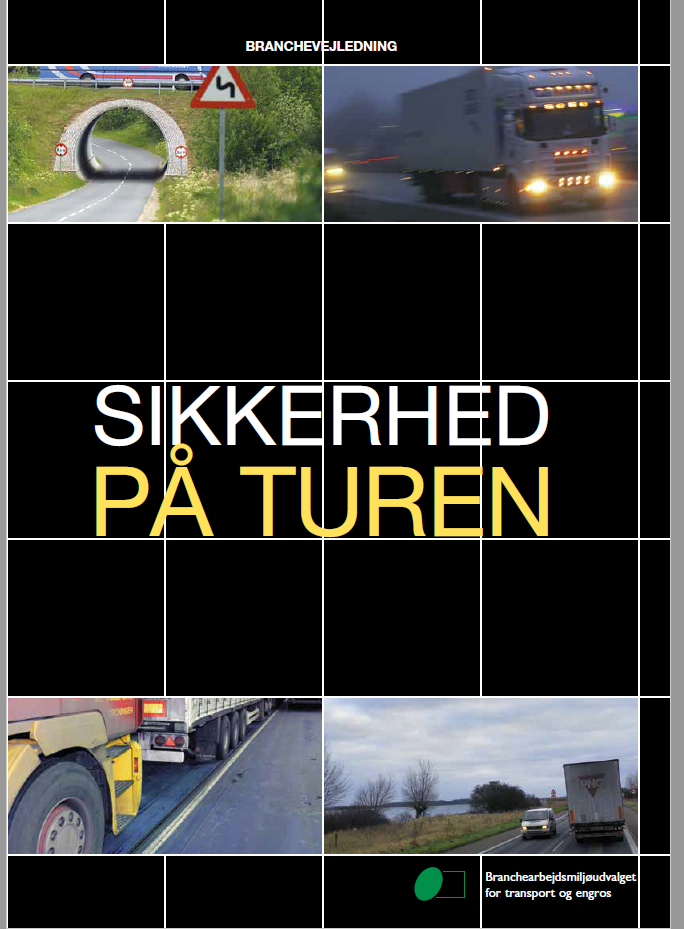 BRANCHEVEJLEDNING
SIKKERHED
PÅ TUREN
Branchearbejdsmiljøudvalget
for transport og engros